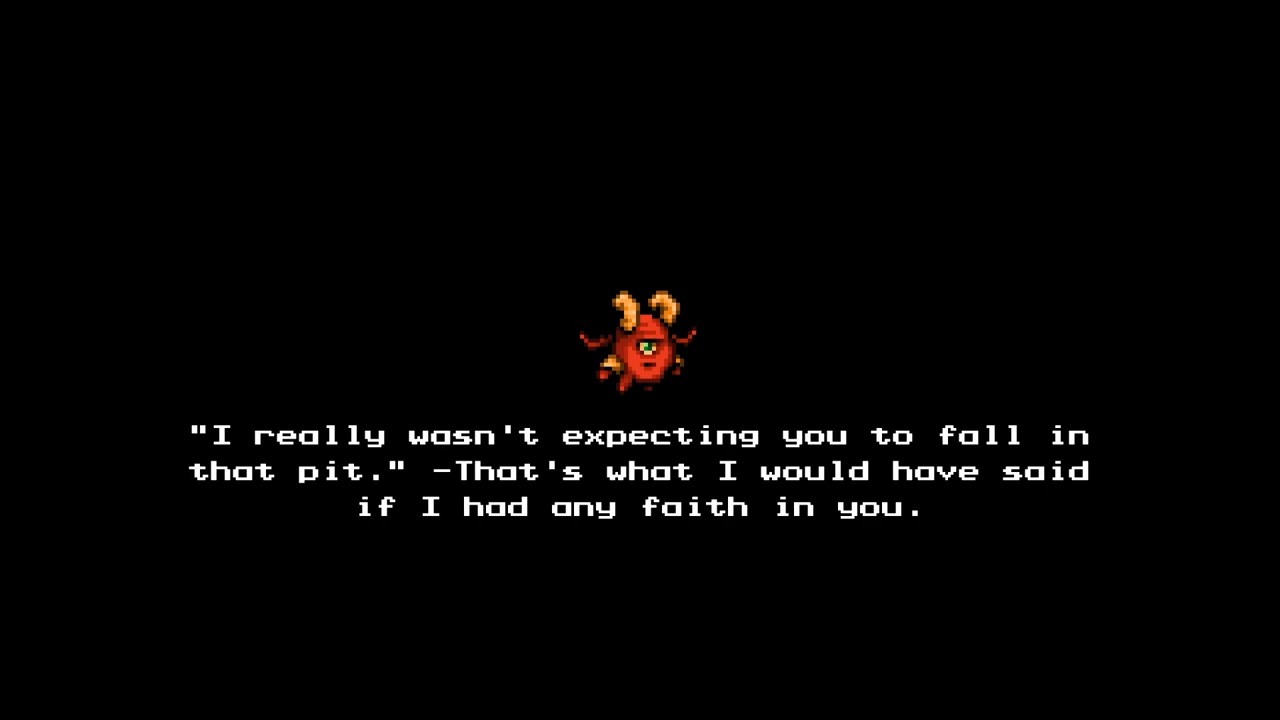 "I really wasn't expecting you to fall in
that pit." -That's what I would have said
if I had any faith in you.